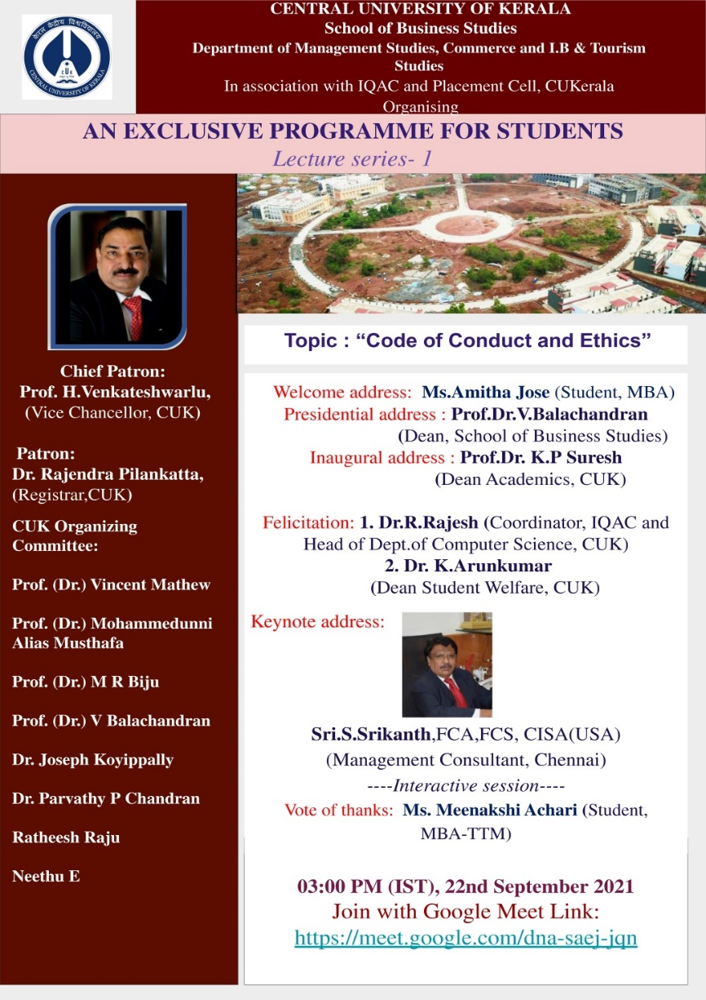 केरल केंद्रीय विश्वविद्यालय
CUK
CENTRAL UNIVERSITY OF KERALA
CENTRAL UNIVERSITY OF KERALA
School of Business Studies
Department of Management Studies, Commerce and I.B & Tourism
Studies
In association with IQAC and Placement Cell, CUKerala
Organising
AN EXCLUSIVE PROGRAMME FOR STUDENTS
Lecture series- 1
Chief Patron:
Prof. H.Venkateshwarlu,
(Vice Chancellor, CUK)
Patron:
Dr. Rajendra Pilankatta,
(Registrar,CUK)
CUK Organizing
Committee:
Prof. (Dr.) Vincent Mathew
Prof. (Dr.) Mohammedunni
Alias Musthafa
Prof. (Dr.) M R Biju
Prof. (Dr.) V Balachandran
Dr. Joseph Koyippally
Dr. Parvathy P Chandran
Ratheesh Raju
Neethu E
Topic : “Code of Conduct and Ethics”
Welcome address: Ms.Amitha Jose (Student, MBA)
Presidential address : Prof.Dr.V.Balachandran
(Dean, School of Business Studies)
Inaugural address : Prof.Dr. K.P Suresh
(Dean Academics, CUK)
Felicitation: 1. Dr.R.Rajesh (Coordinator, IQAC and
Head of Dept.of Computer Science, CUK)
2. Dr. K.Arunkumar
(Dean Student Welfare, CUK)
Keynote address:
Sri.S.Srikanth,FCA,FCS, CISA(USA)
(Management Consultant, Chennai)
----Interactive session----
Vote of thanks: Ms. Meenakshi Achari (Student,
MBA-TTM)
03:00 PM (IST), 22nd September 2021
Join with Google Meet Link:
https://meet.google.com/dna-saej-jqn